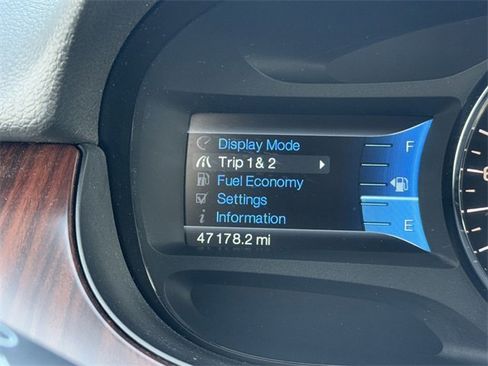 Display Mode
Trip 1 & 2
Fuel Economy
Settings
Information
47178.2 mi
F
E